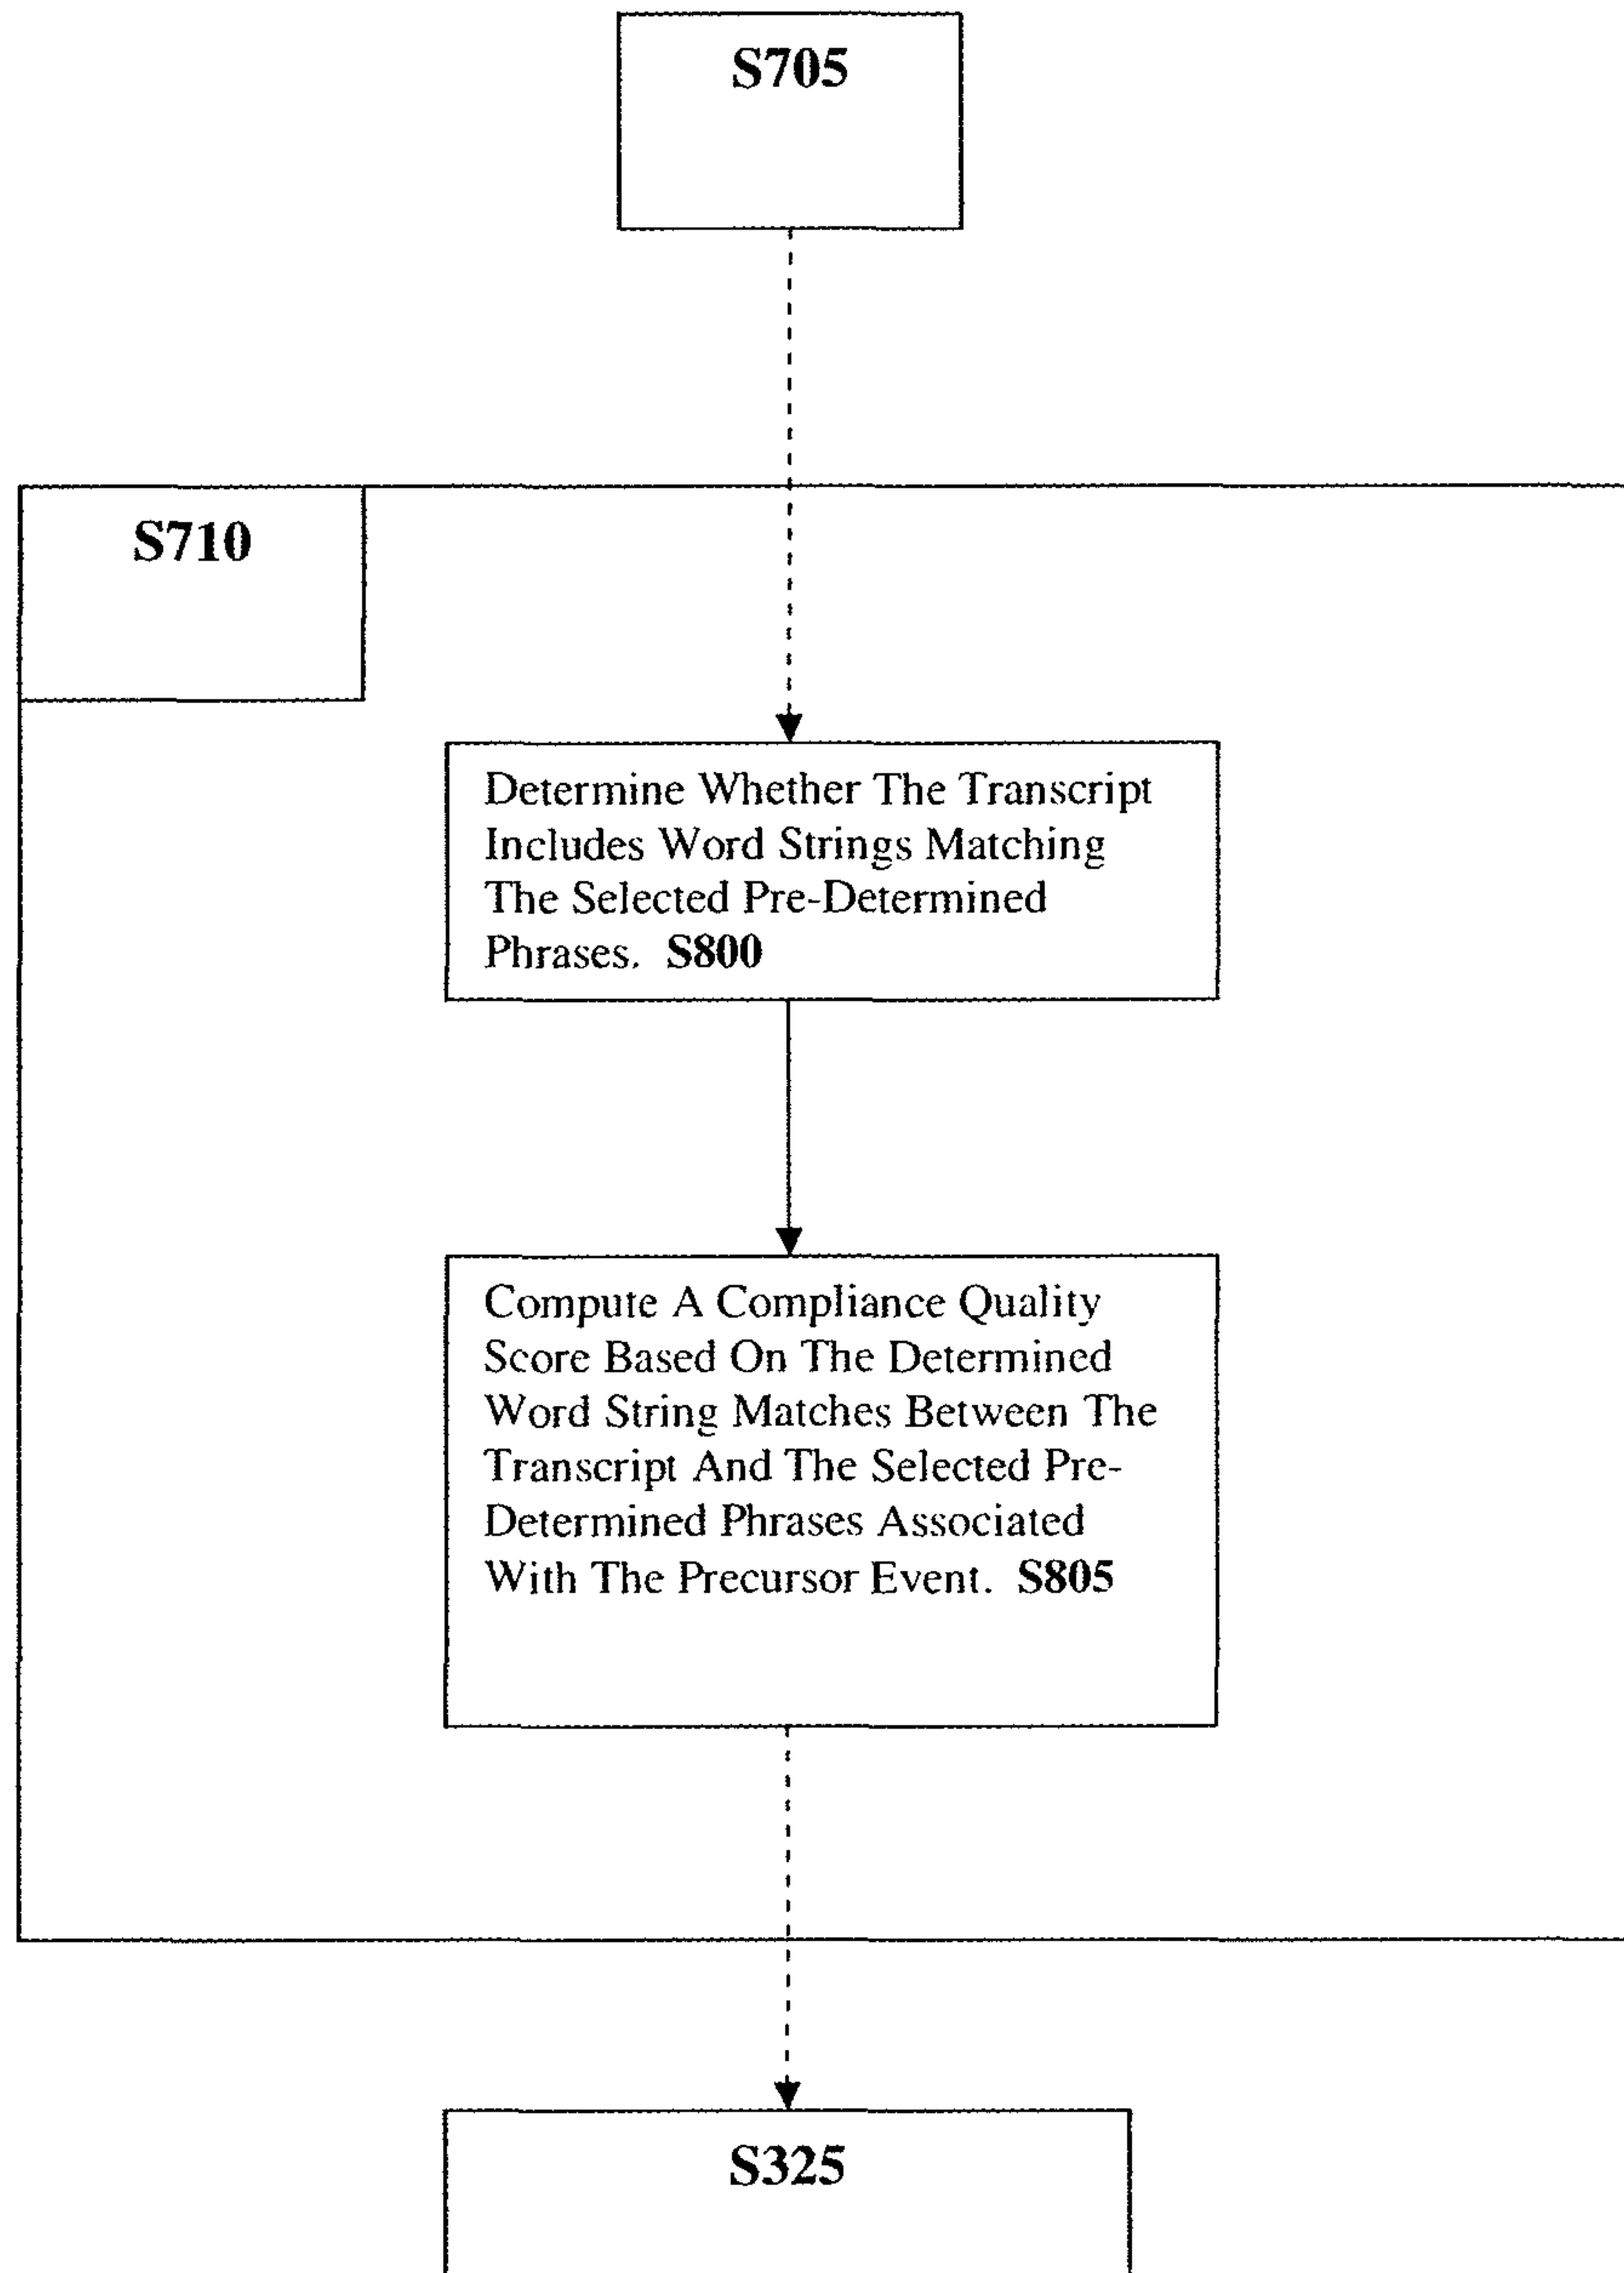 S705
S710
Determine Whether The Transcript
Includes Word Strings Matching
The Selected Pre-Determined
Phrases. S800
Compute A Compliance Quality
Score Based On The Determined
Word String Matches Between The
Transcript And The Selected Pre-
Determined Phrases Associated
With The Precursor Event. S805
S325